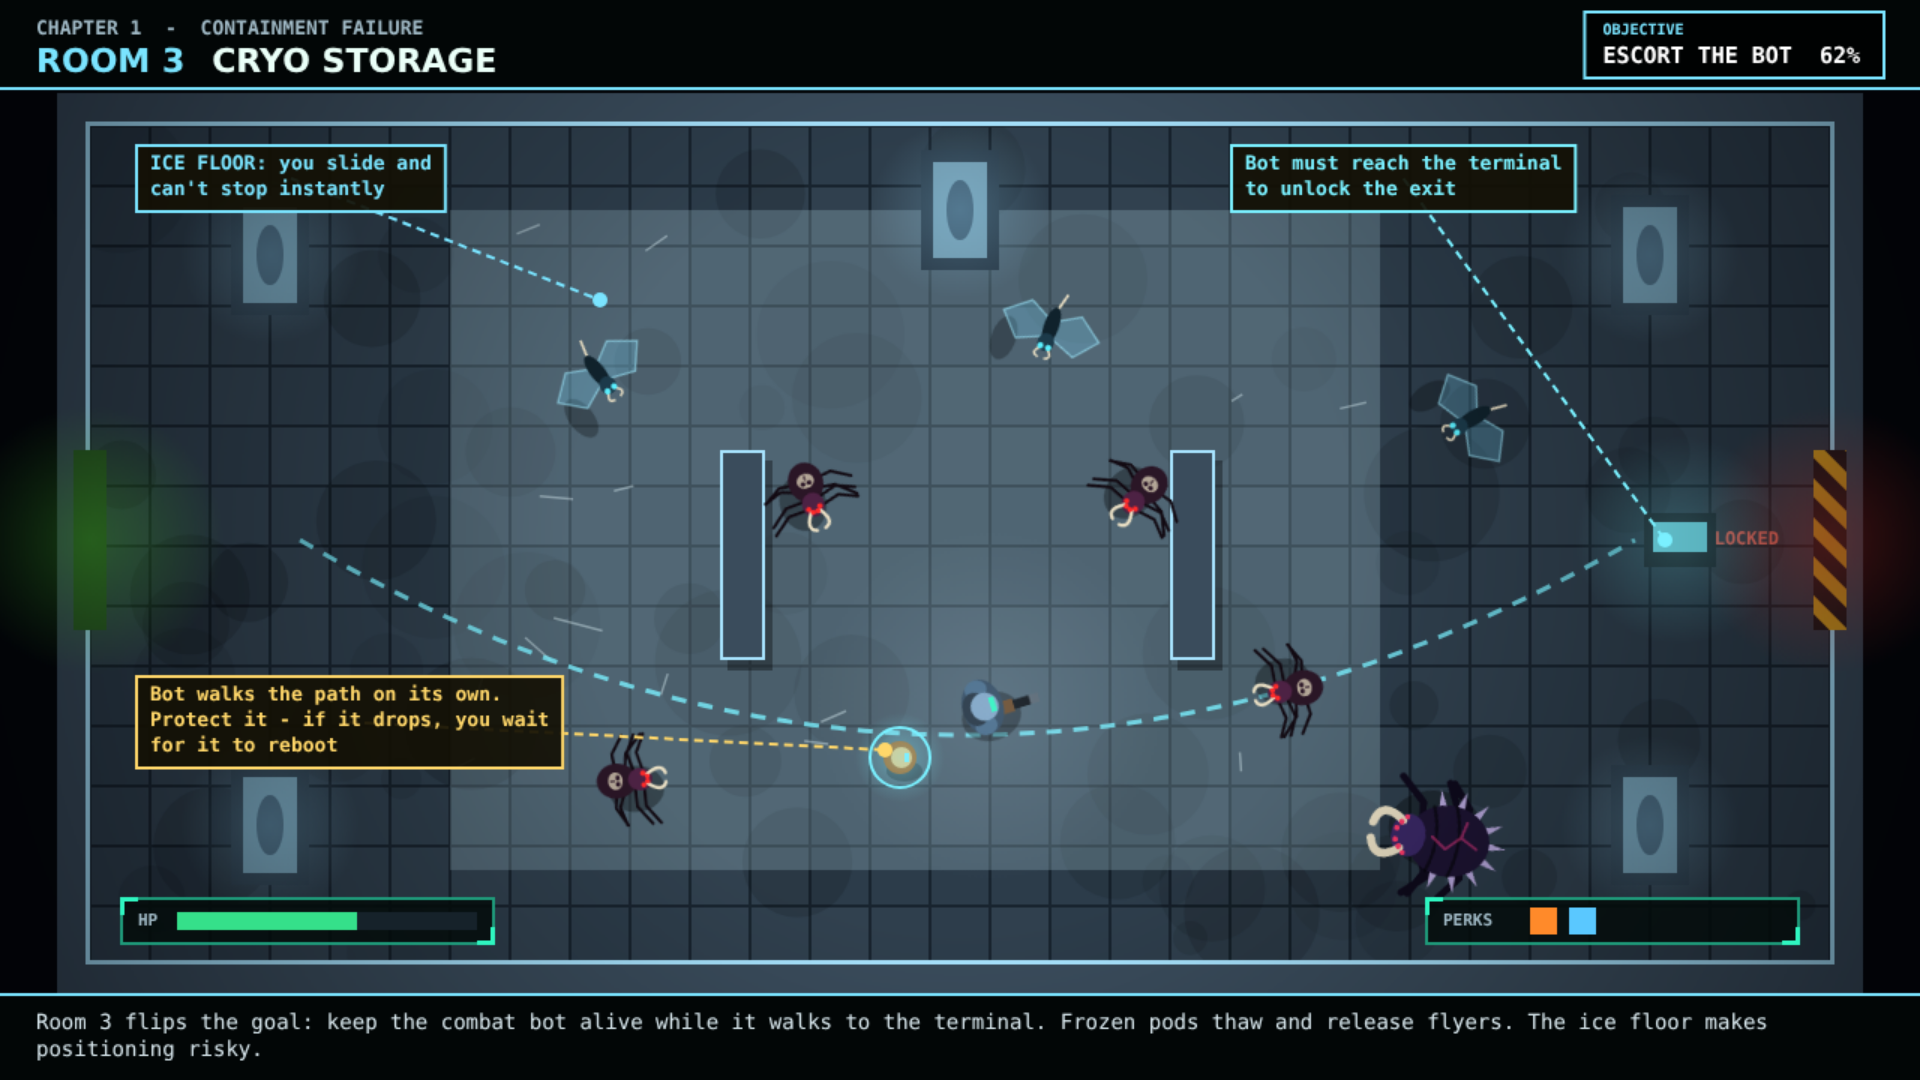 CHAPTER 1 - CONTAINMENT FAILURE
ROOM 3 CRYO STORAGE
OBJECTIVE
ESCORT THE BOT 62%
ICE FLOOR: you slide and
can't stop instantly
Bot must reach the terminal
to unlock the exit
LOCKED
Bot walks the path on its own.
Protect it - if it drops, you wait
for it to reboot
HP
PERKS
Room 3 flips the goal: keep the combat bot alive while it walks to the terminal. Frozen pods thaw and release flyers. The ice floor makes
positioning risky.